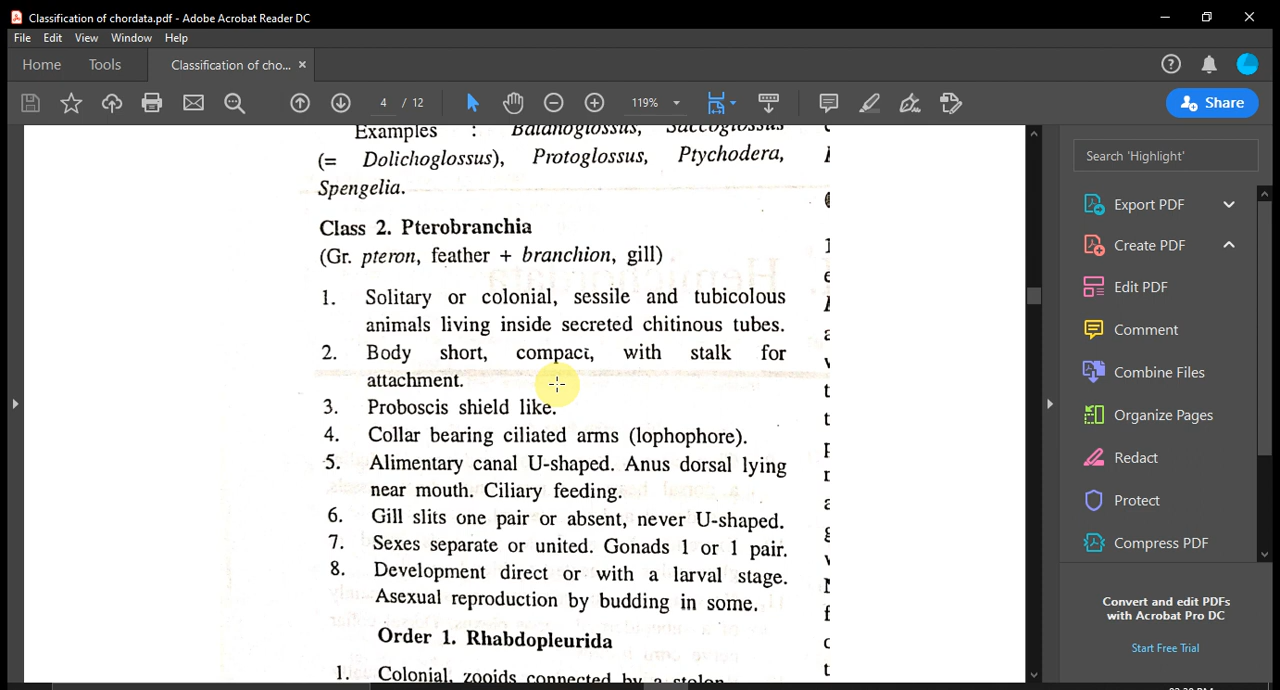 Classification of chordata.pdf - Adobe Acrobat Reader DC
File Edit View Window Help
Home Tools Classification of cho... ×
4 / 12 119% Share
Examples : Balanoglossus, Saccoglossus
(= Dolichoglossus), Protoglossus, Ptychodera,
Spengelia.
Class 2. Pterobranchia
(Gr. pteron, feather + branchion, gill)
1. Solitary or colonial, sessile and tubicolous
animals living inside secreted chitinous tubes.
2. Body short, compact, with stalk for
attachment.
3. Proboscis shield like.
4. Collar bearing ciliated arms (lophophore).
5. Alimentary canal U-shaped. Anus dorsal lying
near mouth. Ciliary feeding.
6. Gill slits one pair or absent, never U-shaped.
7. Sexes separate or united. Gonads 1 or 1 pair.
8. Development direct or with a larval stage.
Asexual reproduction by budding in some.
Order 1. Rhabdopleurida
1. Colonial, zooids connected by a stolon
Search 'Highlight'
Export PDF
Create PDF
Edit PDF
Comment
Combine Files
Organize Pages
Redact
Protect
Compress PDF
Convert and edit PDFs
with Acrobat Pro DC
Start Free Trial